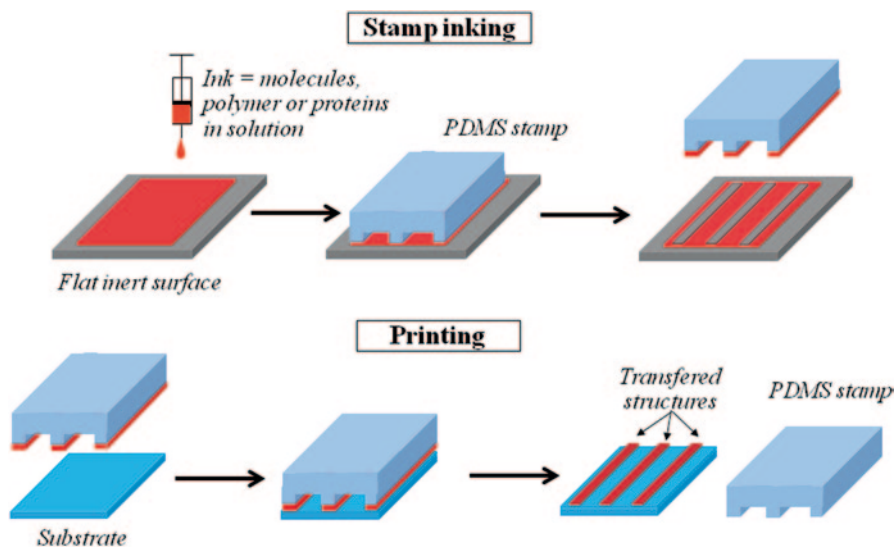 Stamp inking
Ink = molecules,
polymer or proteins
in solution
PDMS stamp
Flat inert surface
Printing
Transfered
structures
PDMS stamp
Substrate